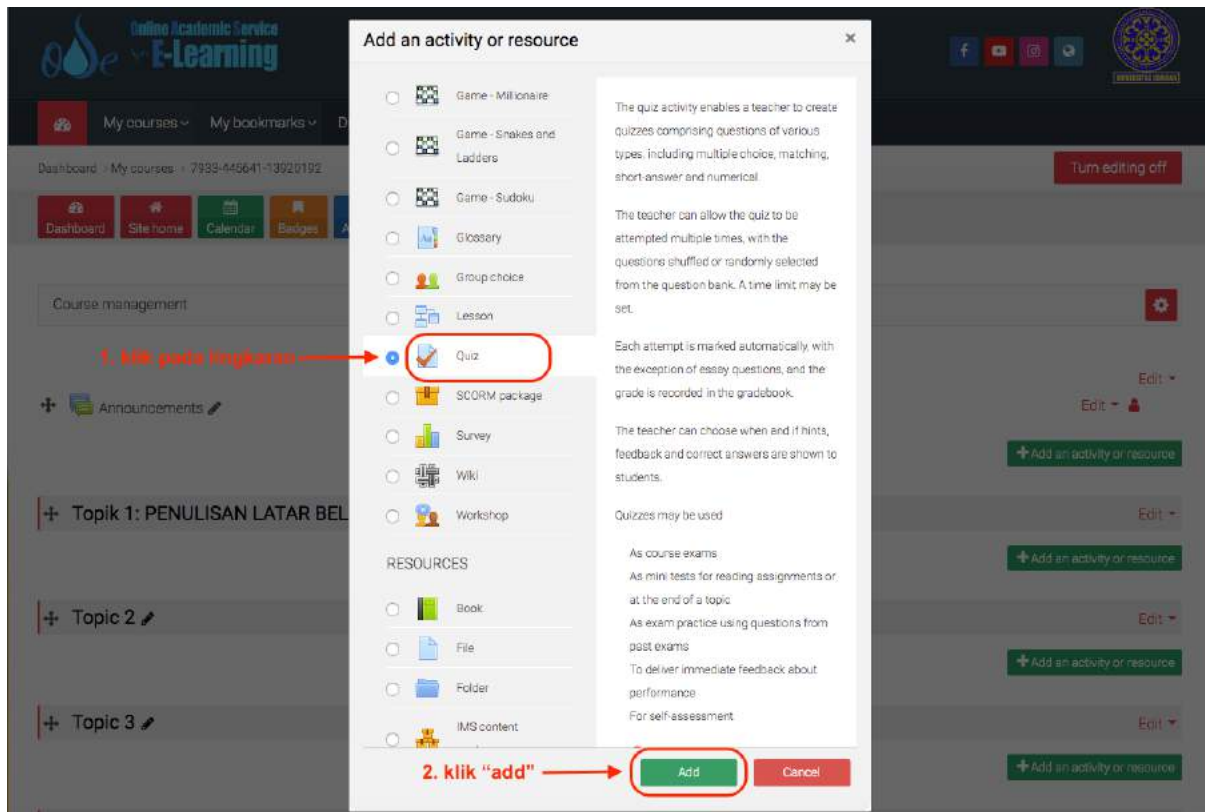 Online Academic Service
E-Learning
UNIVERSITAS UDAYANA
My courses
My bookmarks
D
Dashboard
My courses
7933-445641-13920192
Turn editing off
Dashboard
Site home
Calendar
Badges
A
Course management
Announcements
Edit
Edit
Add an activity or resource
Topik 1: PENULISAN LATAR BEL
Edit
Add an activity or resource
Topic 2
Edit
Add an activity or resource
Topic 3
Edit
Add an activity or resource
Add an activity or resource
×
Game - Millionaire
Game - Snakes and
Ladders
Game - Sudoku
Glossary
Group choice
Lesson
1. klik pada lingkaran
Quiz
SCORM package
Survey
Wiki
Workshop
RESOURCES
Book
File
Folder
IMS content
The quiz activity enables a teacher to create
quizzes comprising questions of various
types, including multiple choice, matching,
short-answer and numerical.
The teacher can allow the quiz to be
attempted multiple times, with the
questions shuffled or randomly selected
from the question bank. A time limit may be
set.
Each attempt is marked automatically, with
the exception of essay questions, and the
grade is recorded in the gradebook.
The teacher can choose when and if hints,
feedback and correct answers are shown to
students.
Quizzes may be used
As course exams
As mini tests for reading assignments or
at the end of a topic
As exam practice using questions from
past exams
To deliver immediate feedback about
performance
For self-assessment
2. klik “add”
Add
Cancel